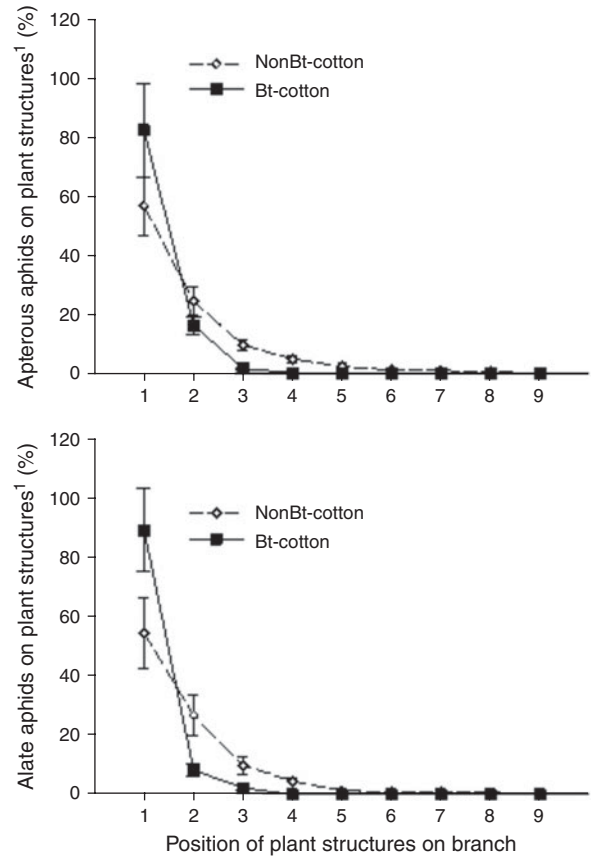 Apterous aphids on plant structures¹ (%)
120
100
80
60
40
20
0
NonBt-cotton
Bt-cotton
1 2 3 4 5 6 7 8 9
Alate aphids on plant structures¹ (%)
120
100
80
60
40
20
0
NonBt-cotton
Bt-cotton
1 2 3 4 5 6 7 8 9
Position of plant structures on branch